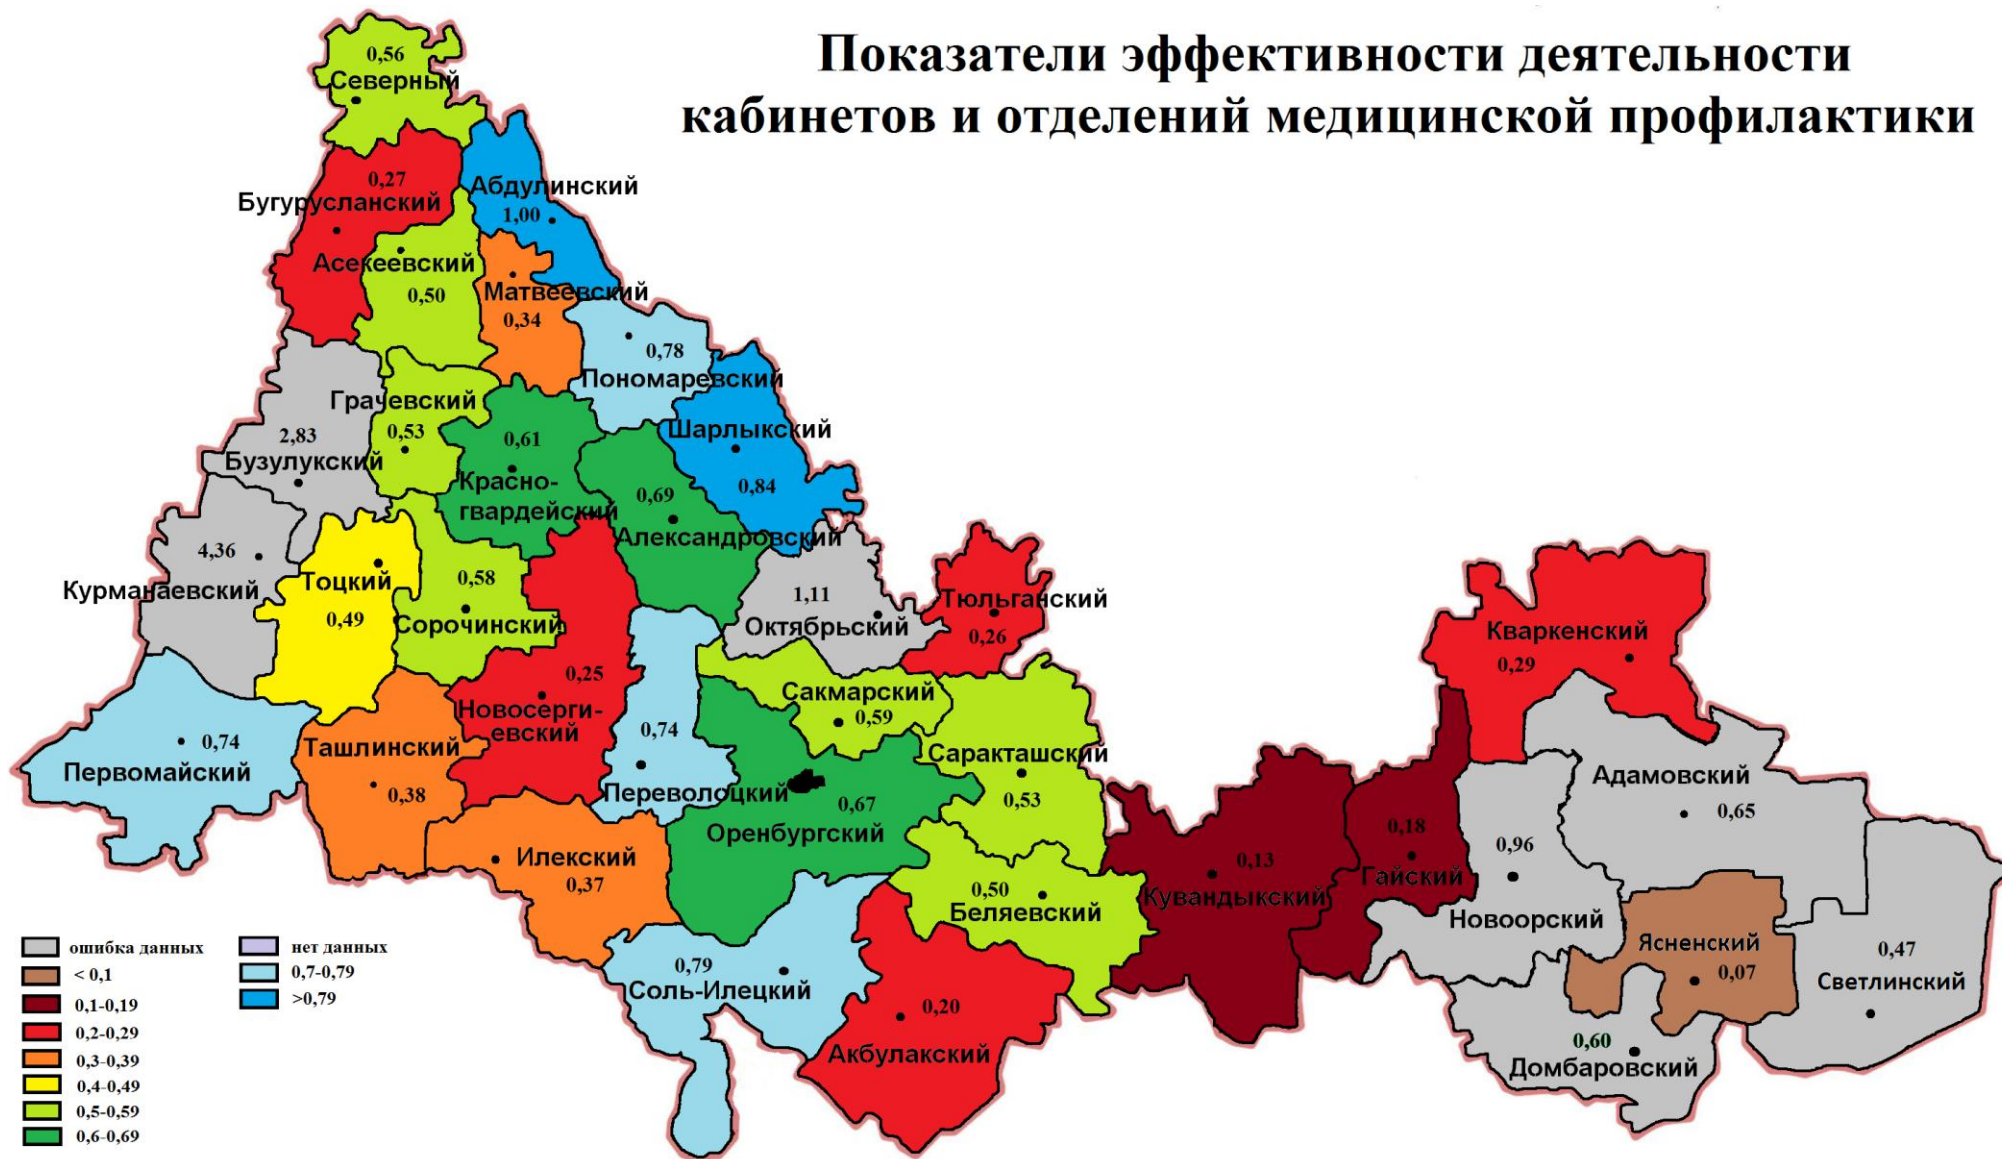 Показатели эффективности деятельности
кабинетов и отделений медицинской профилактики
0,56
Северный
0,27
Бугурусланский
Абдулинский
1,00
Асекеевский
0,50
Матвеевский
0,34
0,78
Пономаревский
Грачевский
0,53
2,83
Бузулукский
0,61
Красно-
гвардейский
Шарлыкский
0,84
0,69
Александровский
4,36
Курманаевский
Тоцкий
0,49
0,58
Сорочинский
1,11
Октябрьский
Тюльганский
0,26
Кваркенский
0,29
0,25
Новосерги-
евский
Сакмарский
0,59
0,74
Первомайский
Ташлинский
0,38
0,74
Переволоцкий
Саракташский
0,53
0,67
Оренбургский
Адамовский
0,65
Илекский
0,37
0,50
Беляевский
0,13
Кувандыкский
0,18
Гайский
0,96
Новоорский
Ясненский
0,07
0,47
Светлинский
0,79
Соль-Илецкий
0,20
Акбулакский
0,60
Домбаровский
ошибка данных
< 0,1
0,1-0,19
0,2-0,29
0,3-0,39
0,4-0,49
0,5-0,59
0,6-0,69
нет данных
0,7-0,79
>0,79